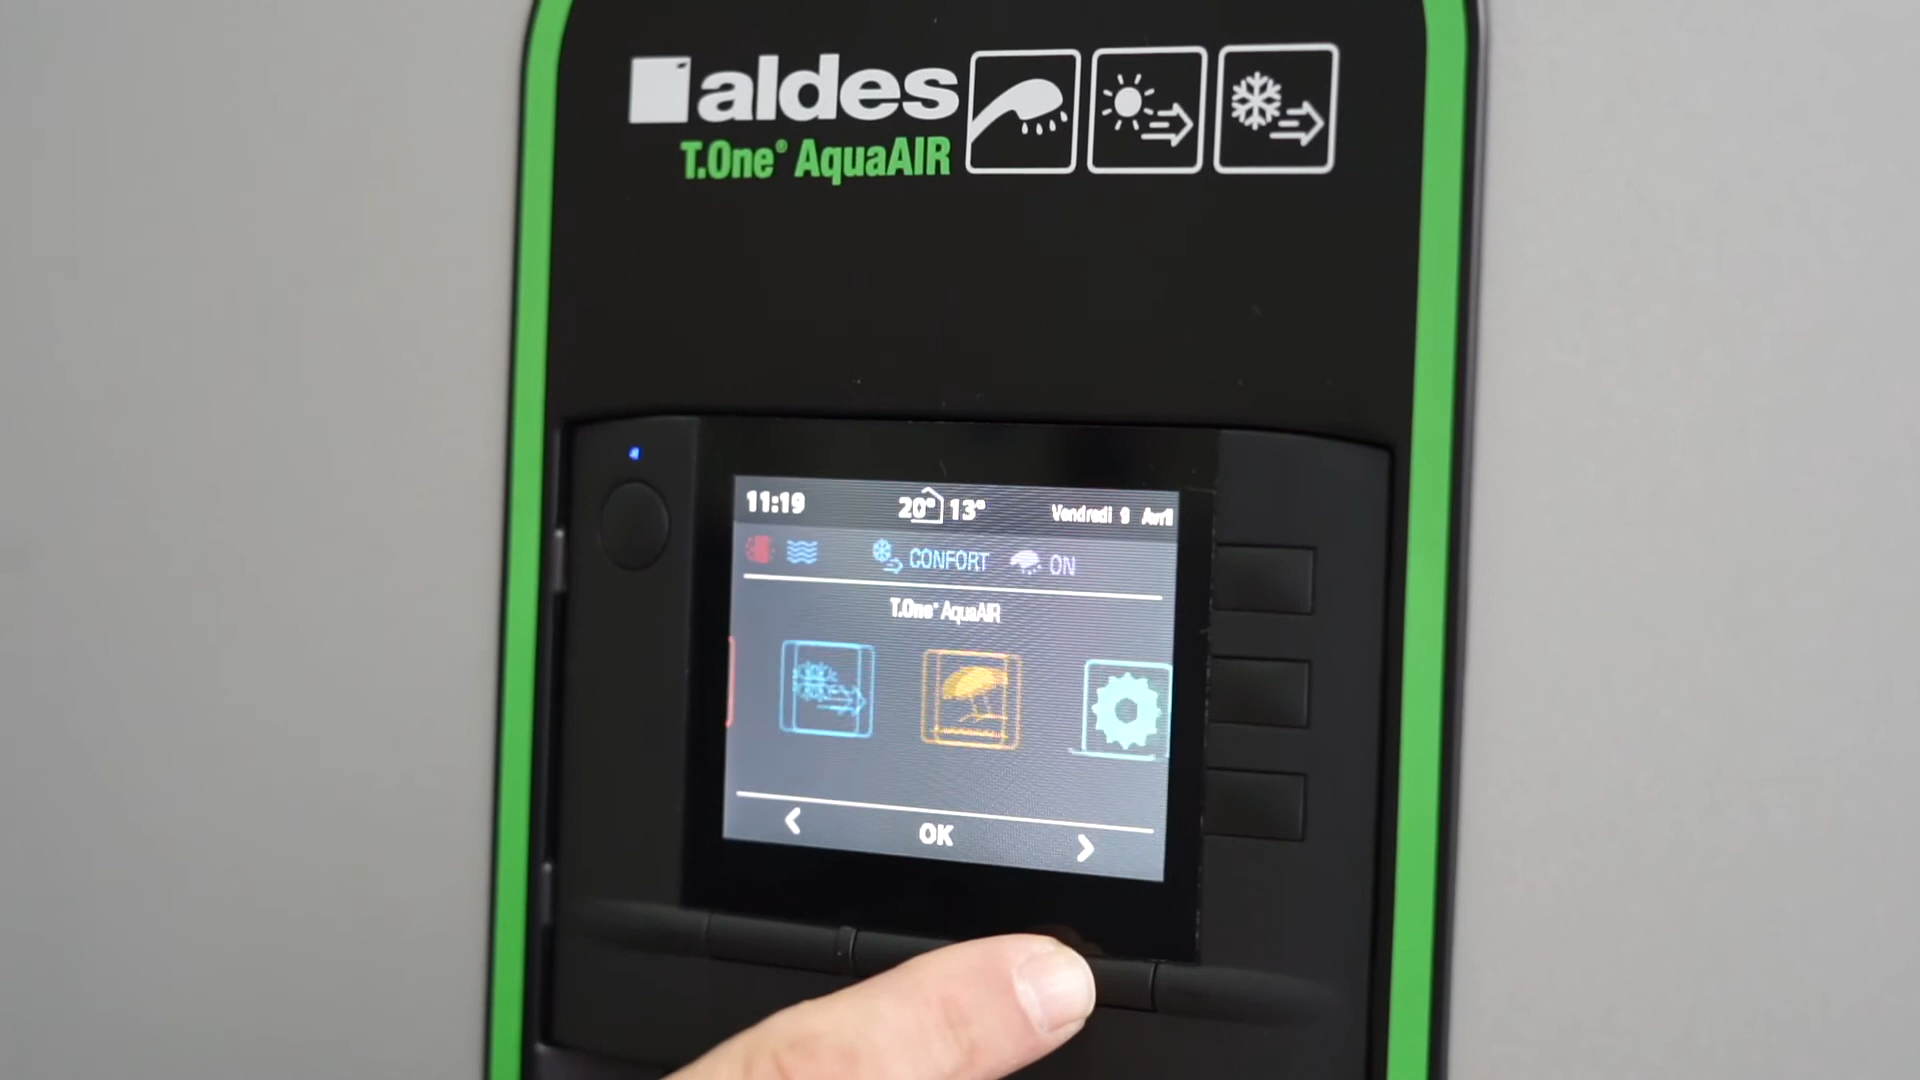 aldes
T.One® AquaAIR
11:19 20° 13° Vendredi 9 Avril
CONFORT ON
T.One® AquaAIR
< OK >